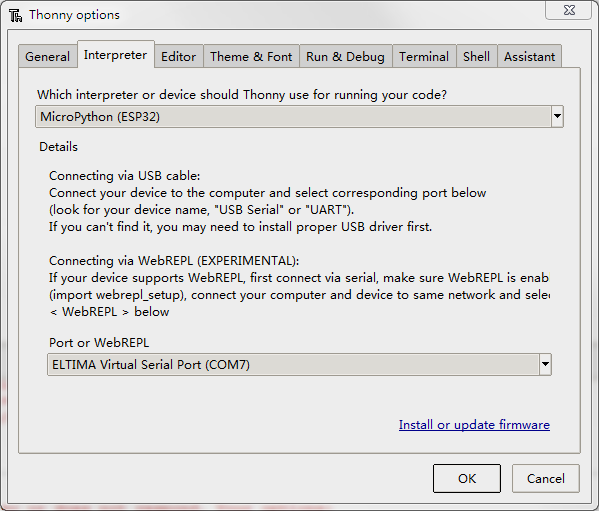 Thonny options
General Interpreter Editor Theme & Font Run & Debug Terminal Shell Assistant
Which interpreter or device should Thonny use for running your code?
MicroPython (ESP32)
Details
Connecting via USB cable:
Connect your device to the computer and select corresponding port below
(look for your device name, "USB Serial" or "UART").
If you can't find it, you may need to install proper USB driver first.
Connecting via WebREPL (EXPERIMENTAL):
If your device supports WebREPL, first connect via serial, make sure WebREPL is enab
(import webrepl_setup), connect your computer and device to same network and sele
< WebREPL > below
Port or WebREPL
ELTIMA Virtual Serial Port (COM7)
Install or update firmware
OK Cancel